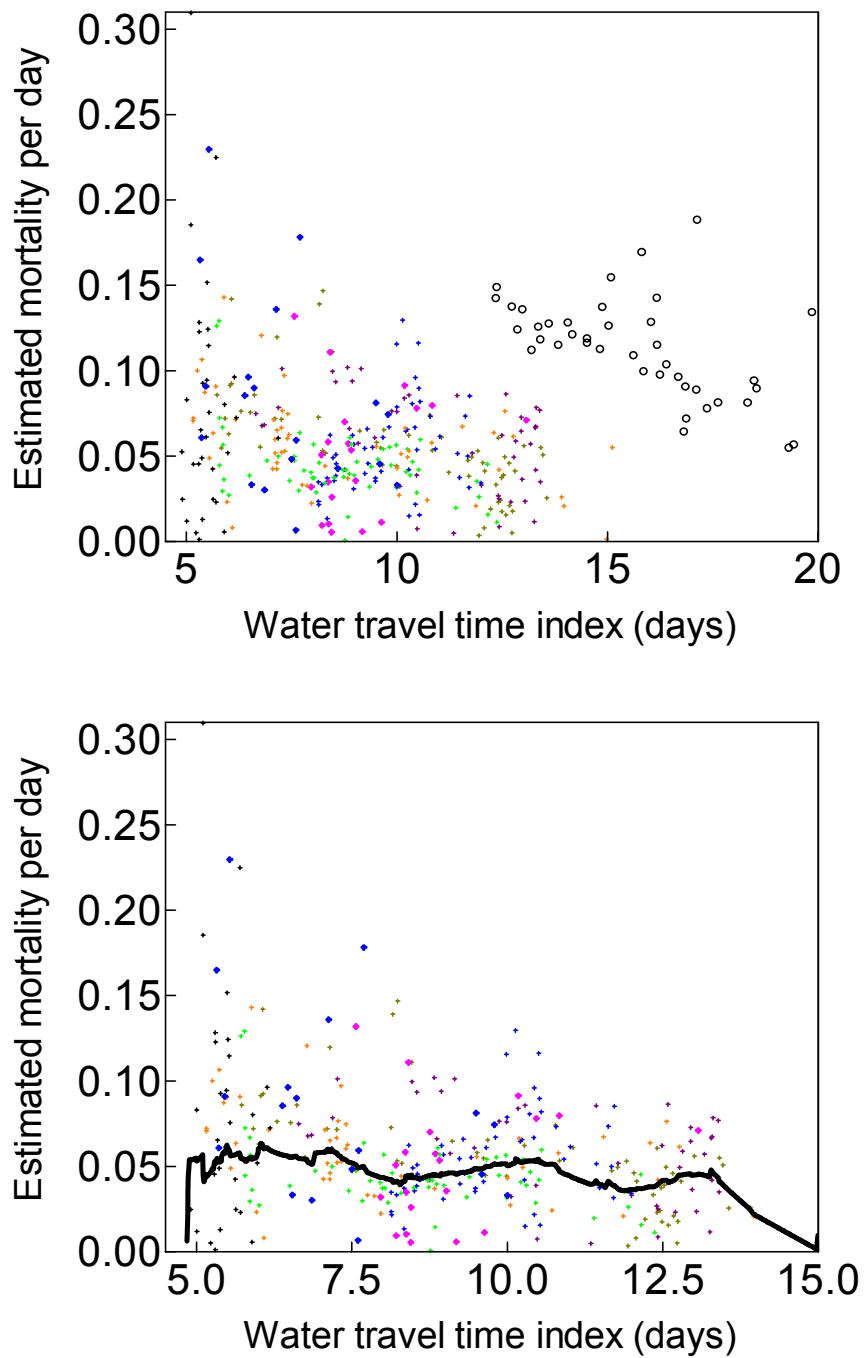 0.30
0.25
0.20
0.15
0.10
0.05
0.00
Estimated mortality per day
5 10 15 20
Water travel time index (days)
0.30
0.25
0.20
0.15
0.10
0.05
0.00
Estimated mortality per day
5.0 7.5 10.0 12.5 15.0
Water travel time index (days)